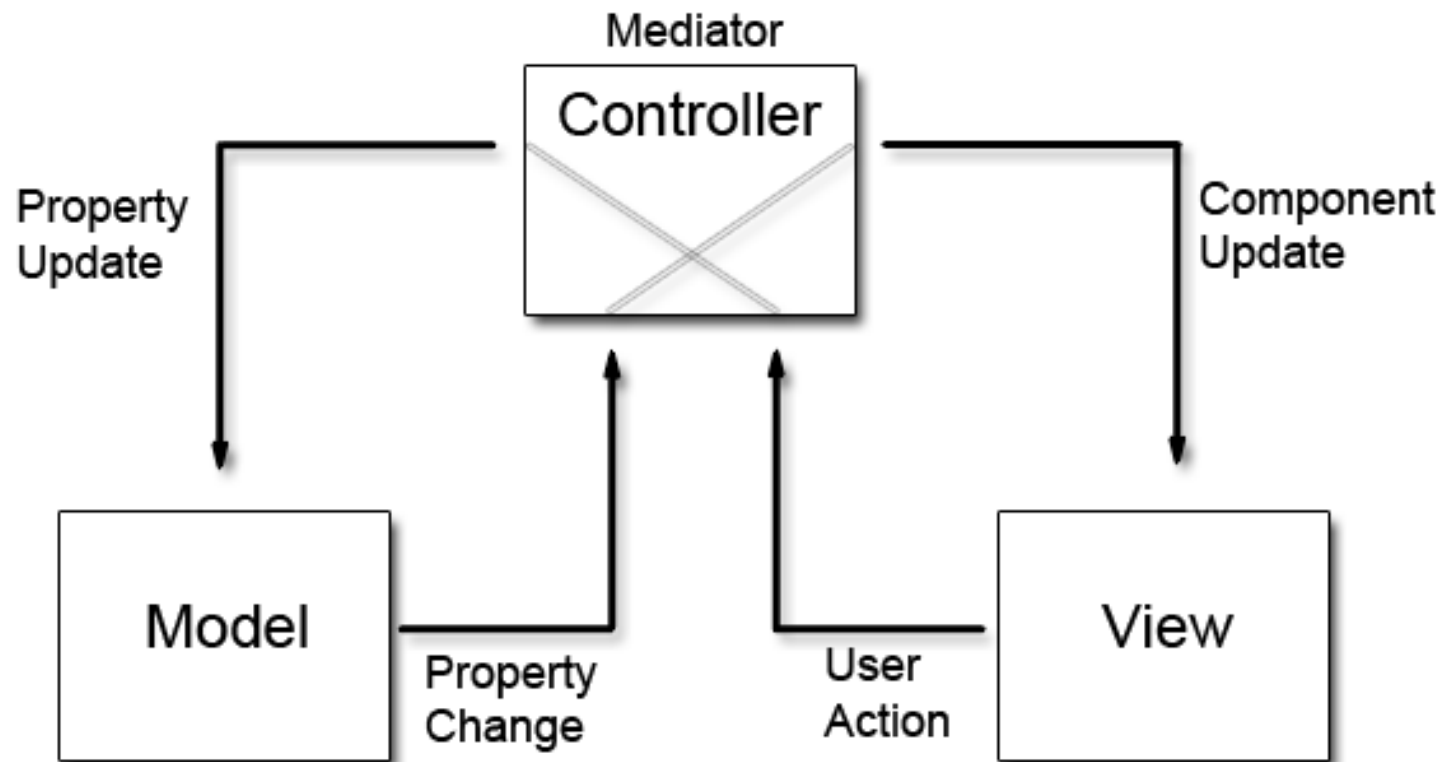 Mediator
Controller
Property
Update
Component
Update
Model
View
Property
Change
User
Action